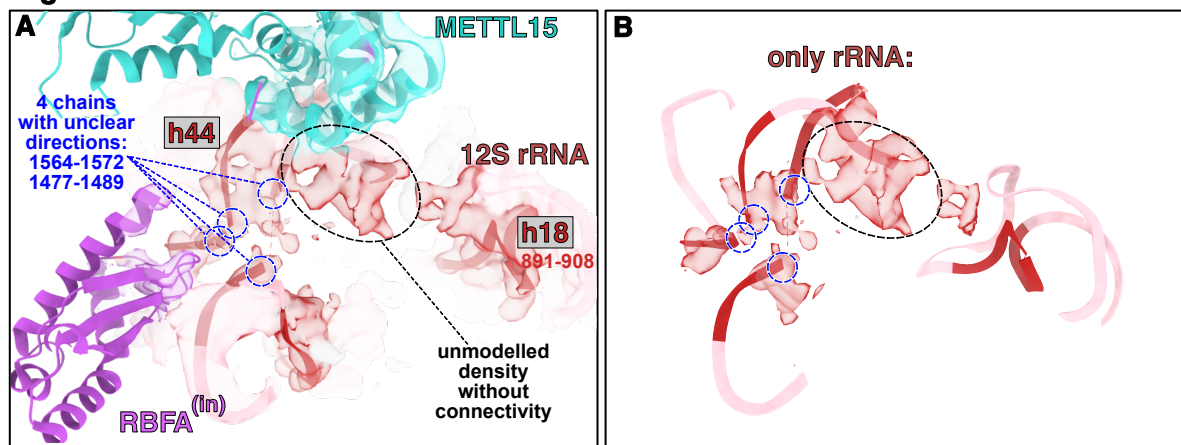 A
METTL15
4 chains
with unclear
directions:
1564-1572
1477-1489
h44
12S rRNA
h18
891-908
unmodelled
density
without
connectivity
RBFA(in)
B
only rRNA: